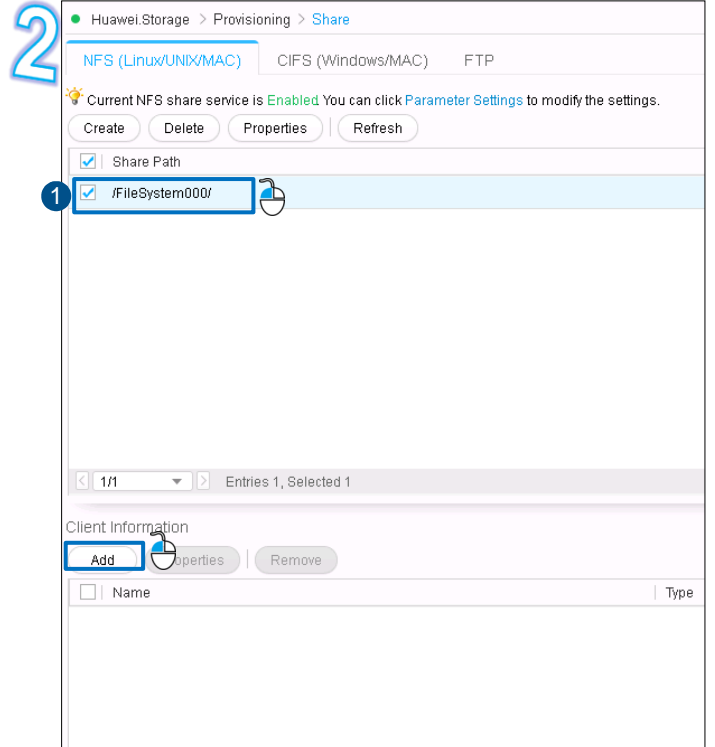 2
Huawei.Storage > Provisioning > Share
NFS (Linux/UNIX/MAC) CIFS (Windows/MAC) FTP
Current NFS share service is Enabled. You can click Parameter Settings to modify the settings.
Create Delete Properties Refresh
Share Path
1 /FileSystem000/
1/1 Entries 1, Selected 1
Client Information
Add operties Remove
Name Type